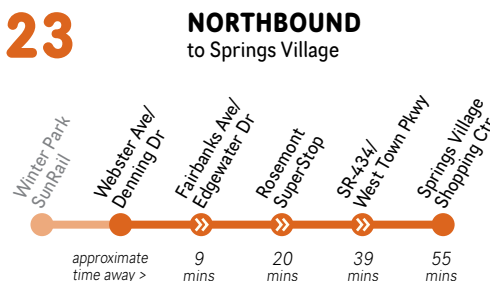 23
NORTHBOUND
to Springs Village
Winter Park
SunRail
Webster Ave/
Denning Dr
Fairbanks Ave/
Edgewater Dr
Rosemont
SuperStop
SR-434/
West Town Pkwy
Springs Village
Shopping Ctr
approximate
time away >
9
mins
20
mins
39
mins
55
mins